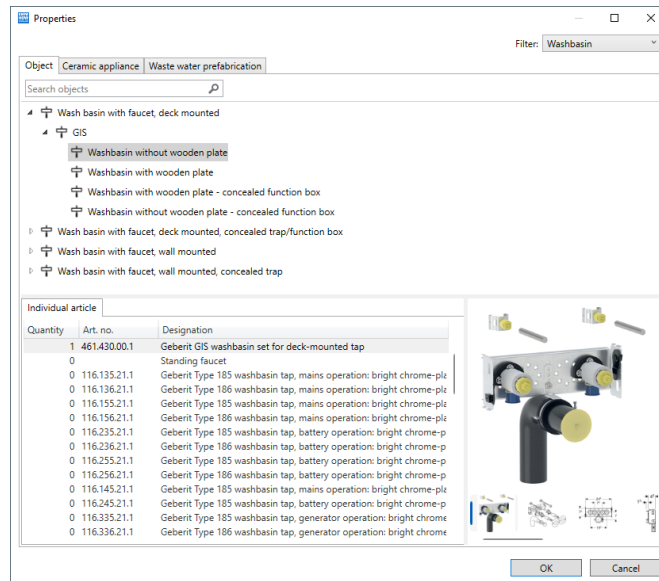 Properties
Filter: Washbasin
Object Ceramic appliance Waste water prefabrication
Search objects
Wash basin with faucet, deck mounted
GIS
Washbasin without wooden plate
Washbasin with wooden plate
Washbasin with wooden plate - concealed function box
Washbasin without wooden plate - concealed function box
Wash basin with faucet, deck mounted, concealed trap/function box
Wash basin with faucet, wall mounted
Wash basin with faucet, wall mounted, concealed trap
Individual article
Quantity Art. no. Designation
1 461.430.00.1 Geberit GIS washbasin set for deck-mounted tap
0 Standing faucet
0 116.135.21.1 Geberit Type 185 washbasin tap, mains operation: bright chrome-pla
0 116.136.21.1 Geberit Type 186 washbasin tap, mains operation: bright chrome-pla
0 116.155.21.1 Geberit Type 185 washbasin tap, mains operation: bright chrome-pla
0 116.156.21.1 Geberit Type 186 washbasin tap, mains operation: bright chrome-pla
0 116.235.21.1 Geberit Type 185 washbasin tap, battery operation: bright chrome-p
0 116.236.21.1 Geberit Type 186 washbasin tap, battery operation: bright chrome-p
0 116.255.21.1 Geberit Type 185 washbasin tap, battery operation: bright chrome-p
0 116.256.21.1 Geberit Type 186 washbasin tap, battery operation: bright chrome-p
0 116.145.21.1 Geberit Type 185 washbasin tap, mains operation: bright chrome-pla
0 116.245.21.1 Geberit Type 185 washbasin tap, battery operation: bright chrome-p
0 116.335.21.1 Geberit Type 185 washbasin tap, generator operation: bright chrome
0 116.336.21.1 Geberit Type 186 washbasin tap, generator operation: bright chrome
OK Cancel